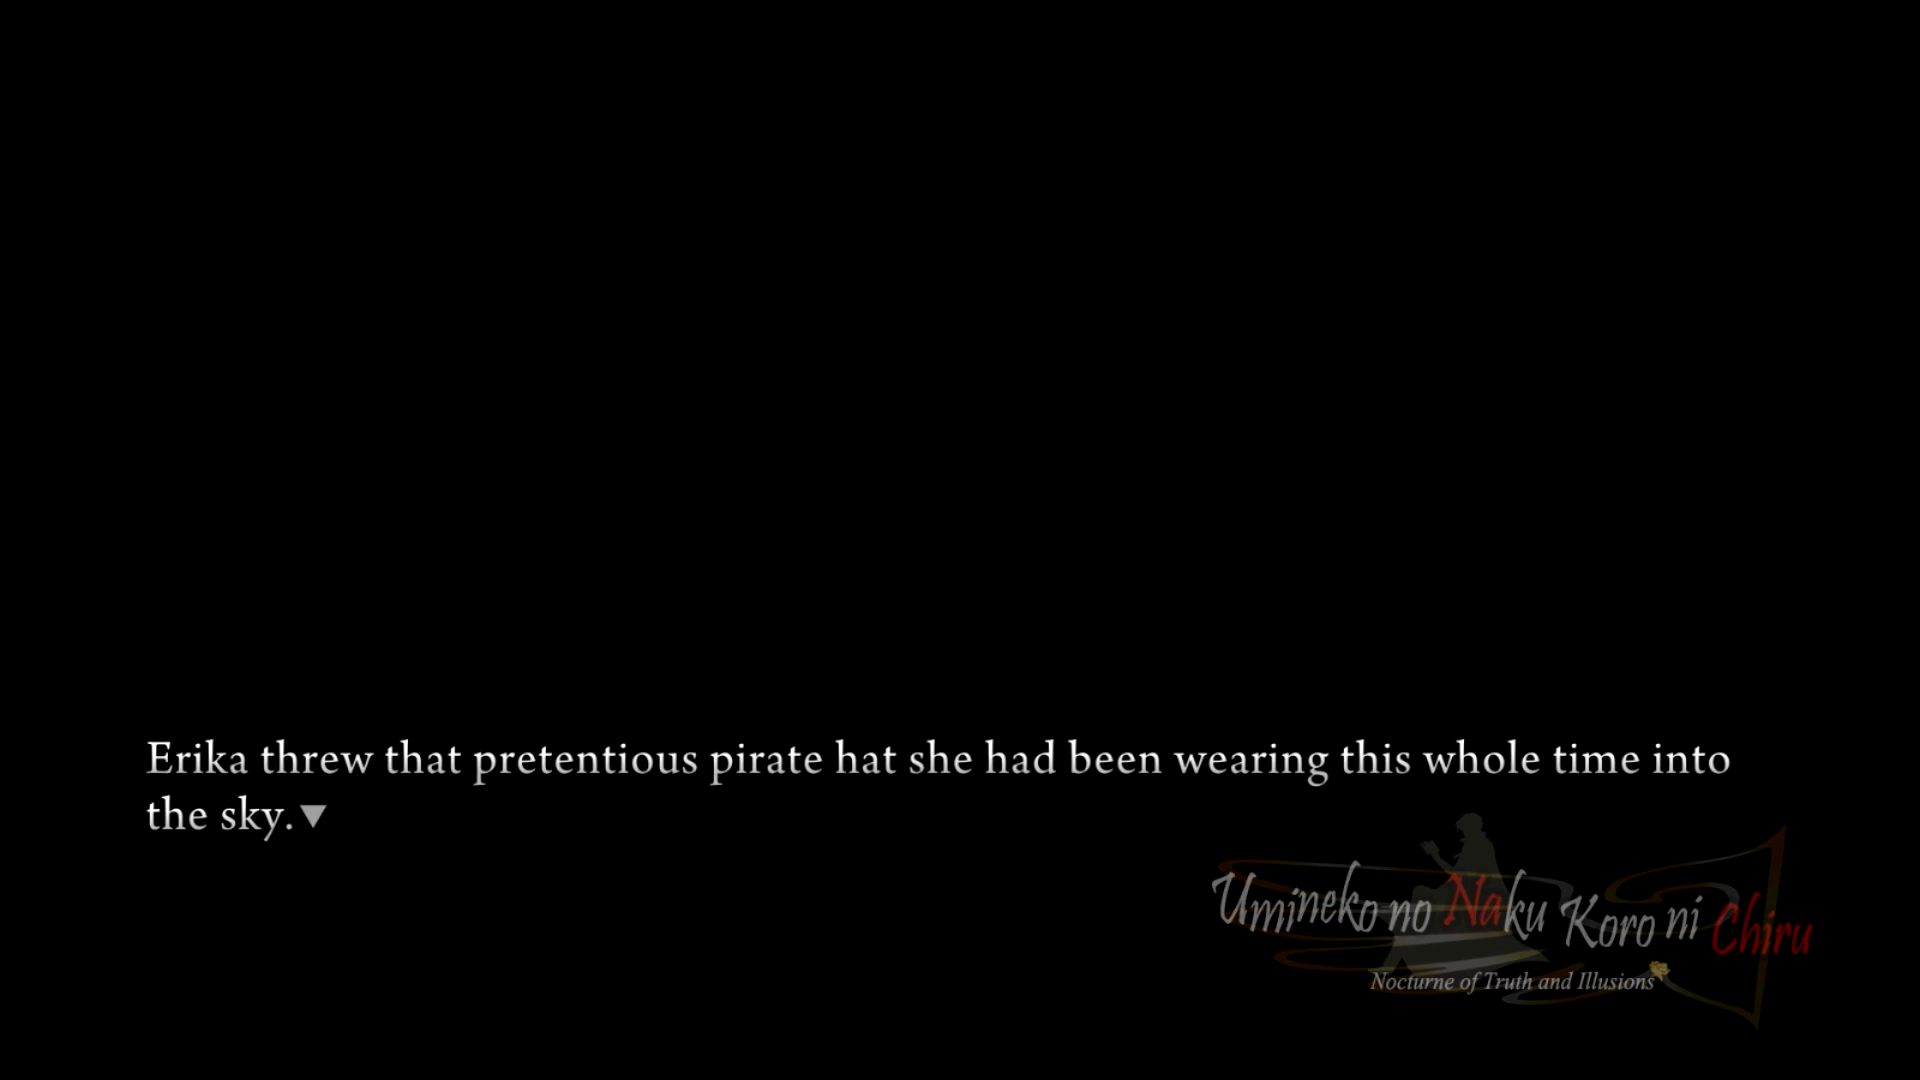 Erika threw that pretentious pirate hat she had been wearing this whole time into
the sky.
Umineko no Naku Koro ni Chiru
Nocturne of Truth and Illusions